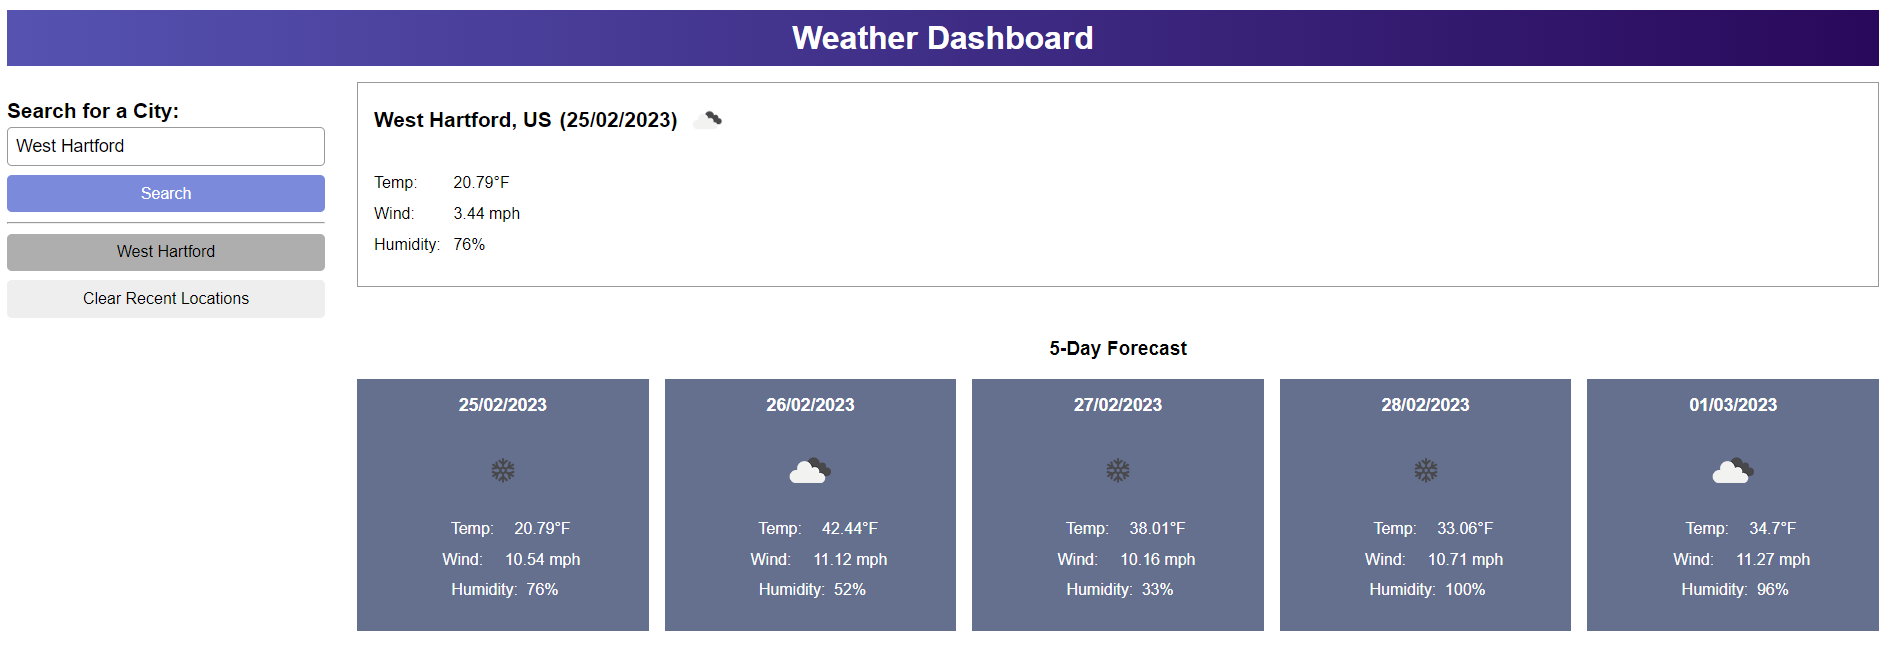 Weather Dashboard
Search for a City:
West Hartford
Search
West Hartford
Clear Recent Locations
West Hartford, US (25/02/2023)
Temp: 20.79°F
Wind: 3.44 mph
Humidity: 76%
5-Day Forecast
25/02/2023
Temp: 20.79°F
Wind: 10.54 mph
Humidity: 76%
26/02/2023
Temp: 42.44°F
Wind: 11.12 mph
Humidity: 52%
27/02/2023
Temp: 38.01°F
Wind: 10.16 mph
Humidity: 33%
28/02/2023
Temp: 33.06°F
Wind: 10.71 mph
Humidity: 100%
01/03/2023
Temp: 34.7°F
Wind: 11.27 mph
Humidity: 96%